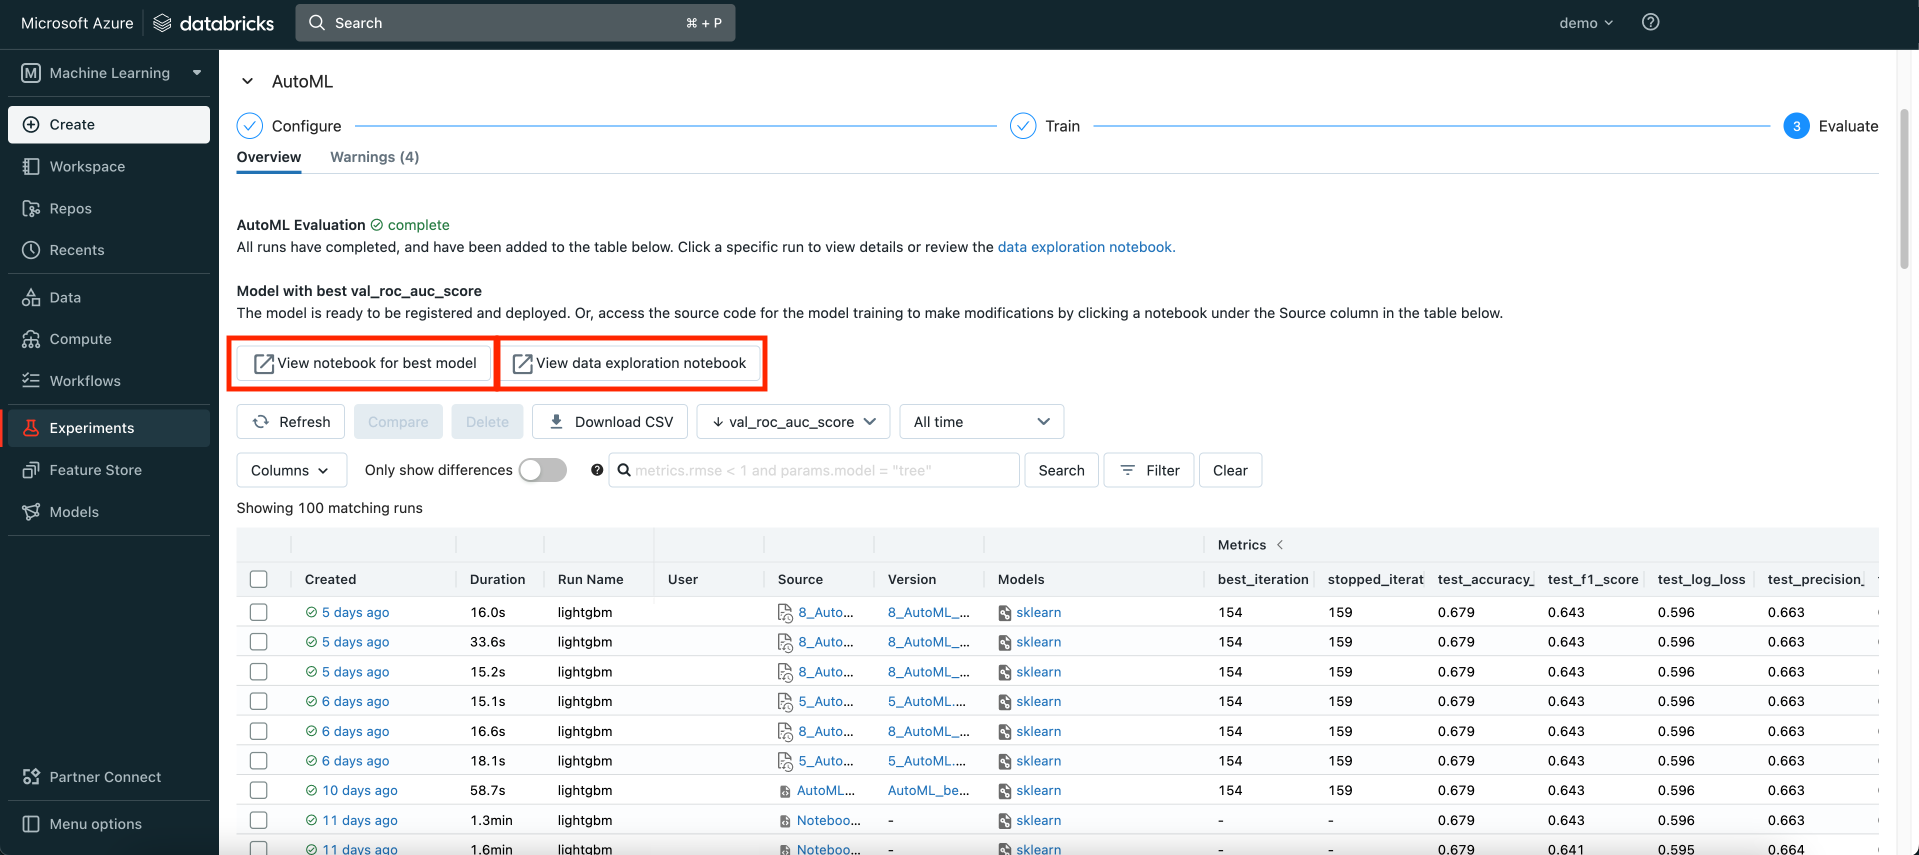 Microsoft Azure databricks Search ⌘ + P demo
Machine Learning
Create
Workspace
Repos
Recents
Data
Compute
Workflows
Experiments
Feature Store
Models
Partner Connect
Menu options
AutoML
Configure Train 3 Evaluate
Overview Warnings (4)
AutoML Evaluation complete
All runs have completed, and have been added to the table below. Click a specific run to view details or review the data exploration notebook.
Model with best val_roc_auc_score
The model is ready to be registered and deployed. Or, access the source code for the model training to make modifications by clicking a notebook under the Source column in the table below.
View notebook for best model View data exploration notebook
Refresh Compare Delete Download CSV ↓ val_roc_auc_score All time
Columns Only show differences metrics.rmse < 1 and params.model = "tree" Search Filter Clear
Showing 100 matching runs
Metrics
Created Duration Run Name User Source Version Models best_iteration stopped_iterat test_accuracy_ test_f1_score test_log_loss test_precision_
5 days ago 16.0s lightgbm 8_Auto... 8_AutoML_... sklearn 154 159 0.679 0.643 0.596 0.663
5 days ago 33.6s lightgbm 8_Auto... 8_AutoML_... sklearn 154 159 0.679 0.643 0.596 0.663
5 days ago 15.2s lightgbm 8_Auto... 8_AutoML_... sklearn 154 159 0.679 0.643 0.596 0.663
6 days ago 15.1s lightgbm 5_Auto... 5_AutoML.... sklearn 154 159 0.679 0.643 0.596 0.663
6 days ago 16.6s lightgbm 8_Auto... 8_AutoML_... sklearn 154 159 0.679 0.643 0.596 0.663
6 days ago 18.1s lightgbm 5_Auto... 5_AutoML.... sklearn 154 159 0.679 0.643 0.596 0.663
10 days ago 58.7s lightgbm AutoML... AutoML_be... sklearn 154 159 0.679 0.643 0.596 0.663
11 days ago 1.3min lightgbm Noteboo... - sklearn - - 0.679 0.643 0.596 0.663
11 days ago 1.6min lightgbm Noteboo... - sklearn - - 0.679 0.641 0.595 0.664